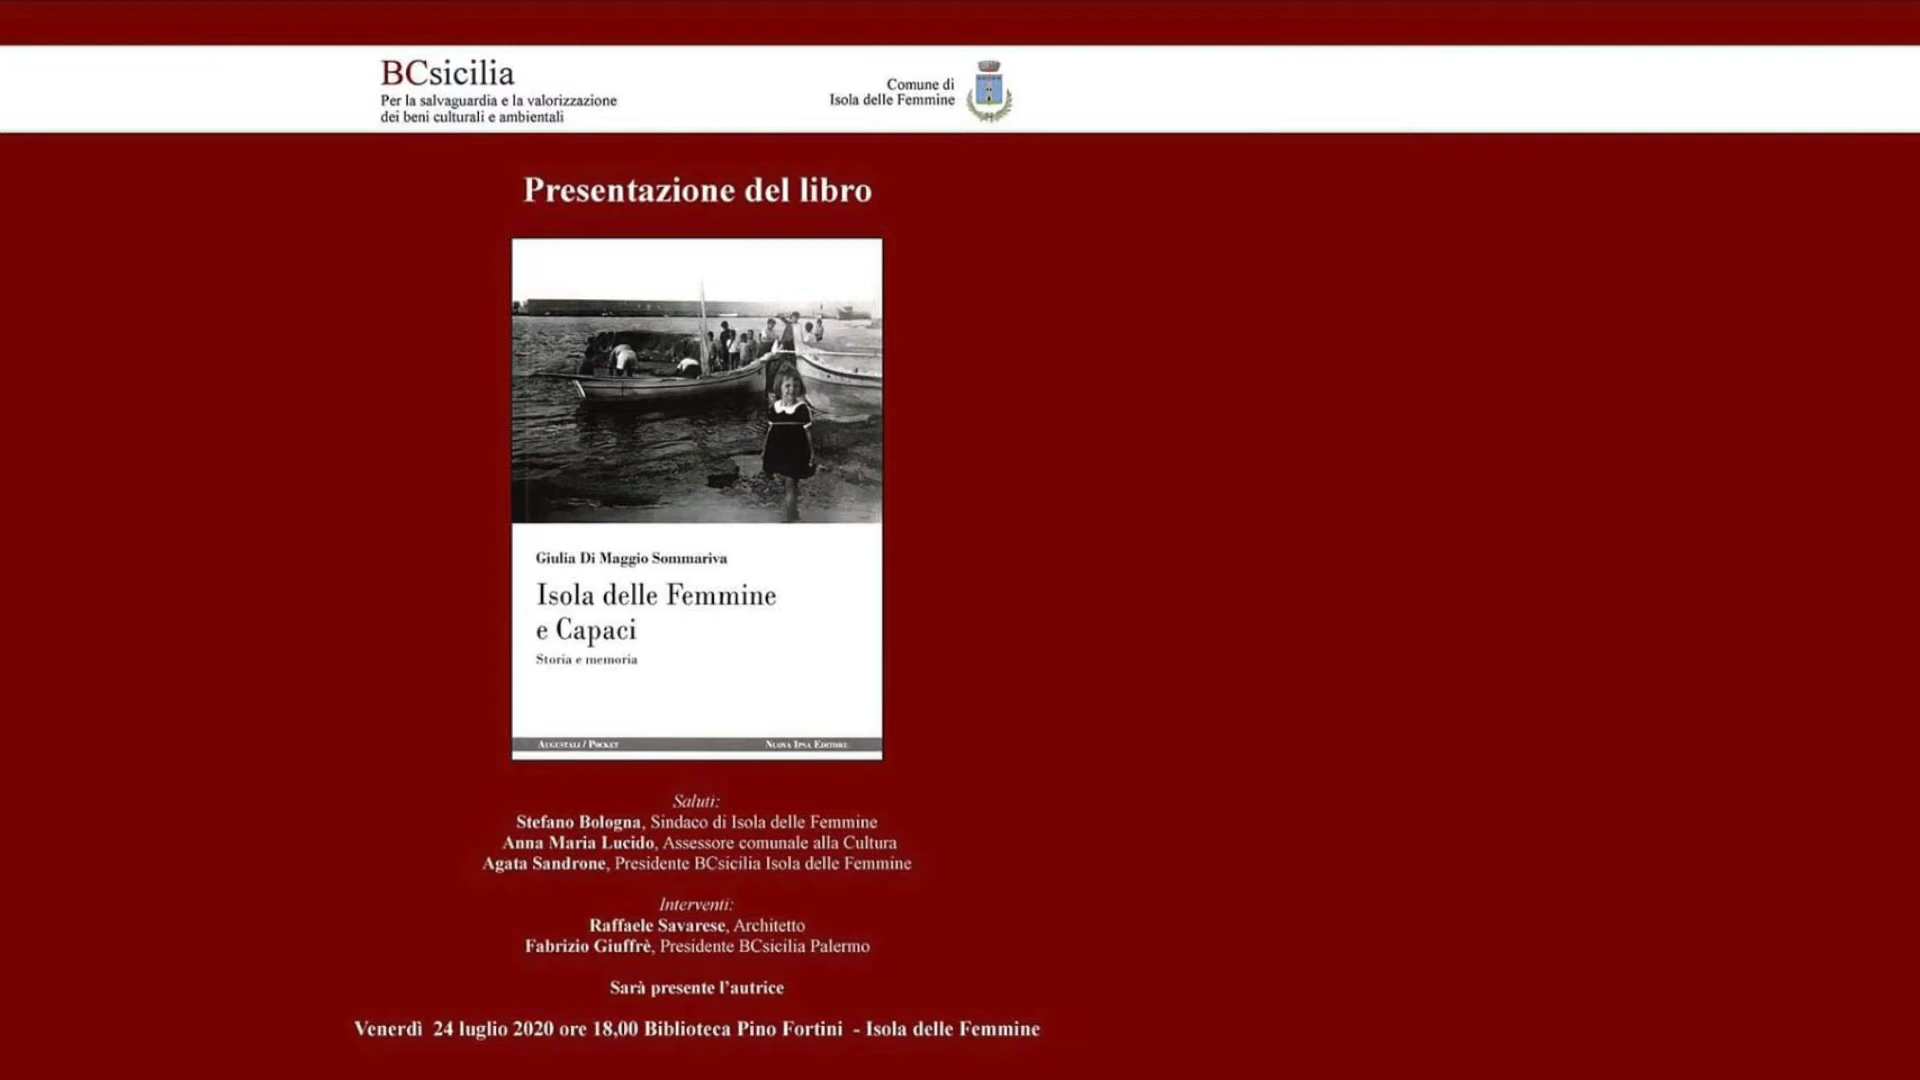 BCsicilia
Per la salvaguardia e la valorizzazione
dei beni culturali e ambientali
Comune di
Isola delle Femmine
Presentazione del libro
Giulia Di Maggio Sommariva
Isola delle Femmine
e Capaci
Storia e memoria
Augustali / Pocket
Nuova Ipsa Editore
Saluti:
Stefano Bologna, Sindaco di Isola delle Femmine
Anna Maria Lucido, Assessore comunale alla Cultura
Agata Sandrone, Presidente BCsicilia Isola delle Femmine
Interventi:
Raffaele Savarese, Architetto
Fabrizio Giuffrè, Presidente BCsicilia Palermo
Sarà presente l’autrice
Venerdì 24 luglio 2020 ore 18,00 Biblioteca Pino Fortini - Isola delle Femmine